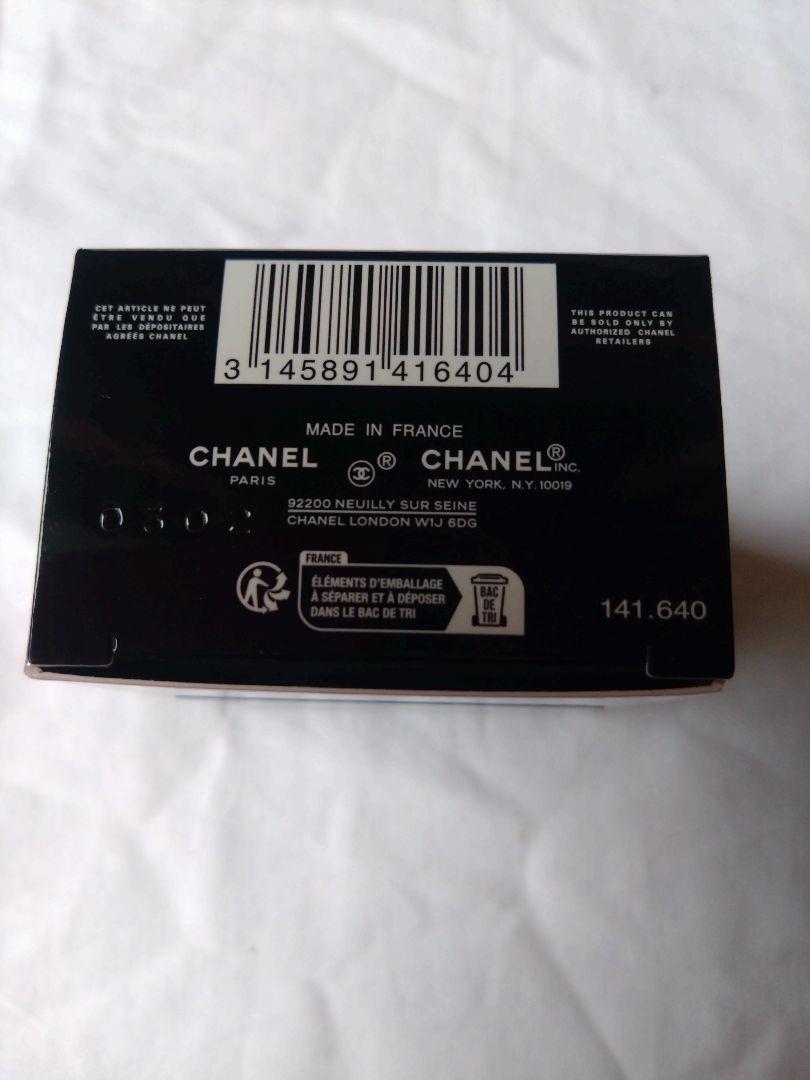 CET ARTICLE NE PEUT
ÊTRE VENDU QUE
PAR LES DÉPOSITAIRES
AGRÉÉS CHANEL
3 145891 416404
THIS PRODUCT CAN
BE SOLD ONLY BY
AUTHORIZED CHANEL
RETAILERS
MADE IN FRANCE
CHANEL
PARIS
®
CHANEL® INC.
NEW YORK, N.Y. 10019
92200 NEUILLY SUR SEINE
CHANEL LONDON W1J 6DG
FRANCE
ÉLÉMENTS D'EMBALLAGE
À SÉPARER ET À DÉPOSER
DANS LE BAC DE TRI
BAC
DE
TRI
141.640